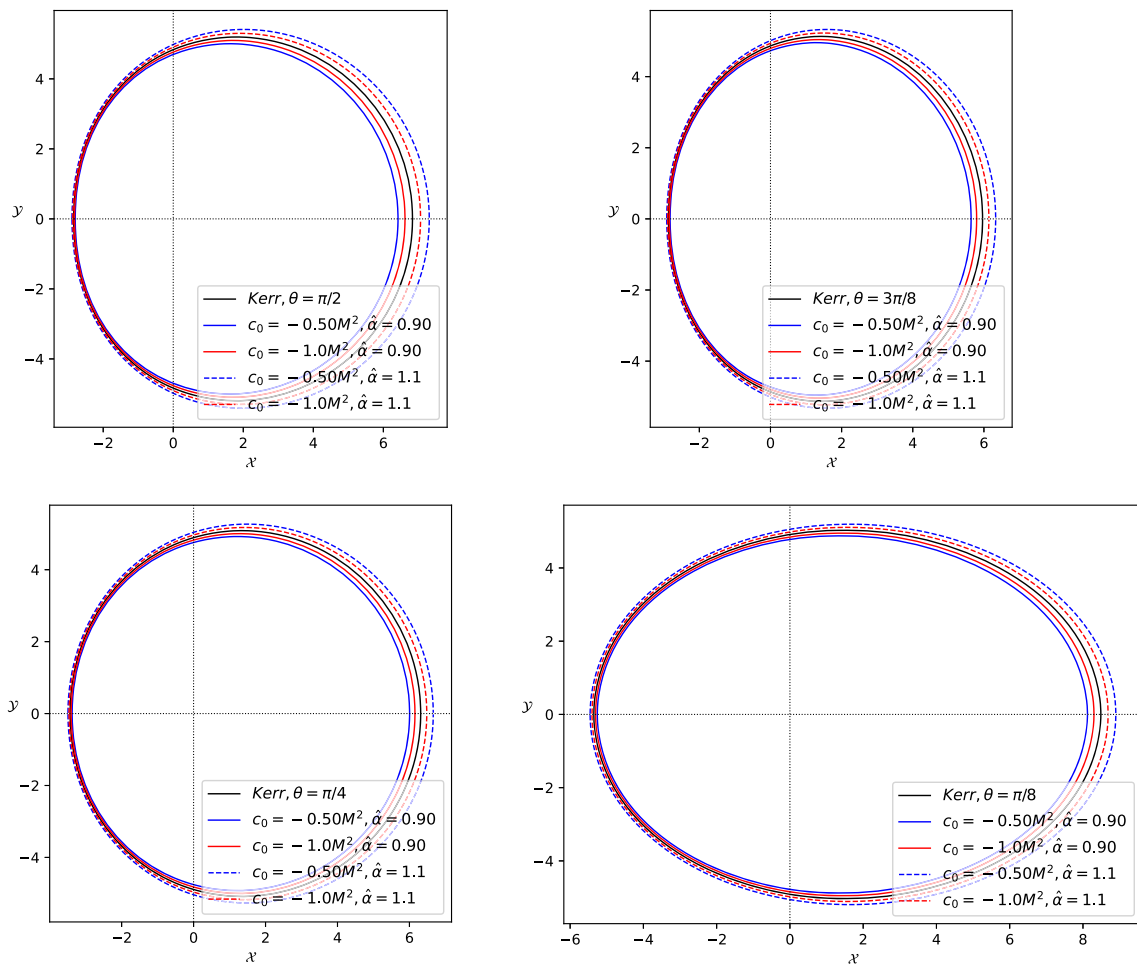 4
2
0
−2
−4
𝒴
−2 0 2 4 6
𝒳
Kerr, θ = π/2
c₀ = −0.50M², α̂ = 0.90
c₀ = −1.0M², α̂ = 0.90
c₀ = −0.50M², α̂ = 1.1
c₀ = −1.0M², α̂ = 1.1
4
2
0
−2
−4
𝒴
−2 0 2 4 6
𝒳
Kerr, θ = 3π/8
c₀ = −0.50M², α̂ = 0.90
c₀ = −1.0M², α̂ = 0.90
c₀ = −0.50M², α̂ = 1.1
c₀ = −1.0M², α̂ = 1.1
4
2
0
−2
−4
𝒴
−2 0 2 4 6
𝒳
Kerr, θ = π/4
c₀ = −0.50M², α̂ = 0.90
c₀ = −1.0M², α̂ = 0.90
c₀ = −0.50M², α̂ = 1.1
c₀ = −1.0M², α̂ = 1.1
4
2
0
−2
−4
𝒴
−6 −4 −2 0 2 4 6 8
𝒳
Kerr, θ = π/8
c₀ = −0.50M², α̂ = 0.90
c₀ = −1.0M², α̂ = 0.90
c₀ = −0.50M², α̂ = 1.1
c₀ = −1.0M², α̂ = 1.1